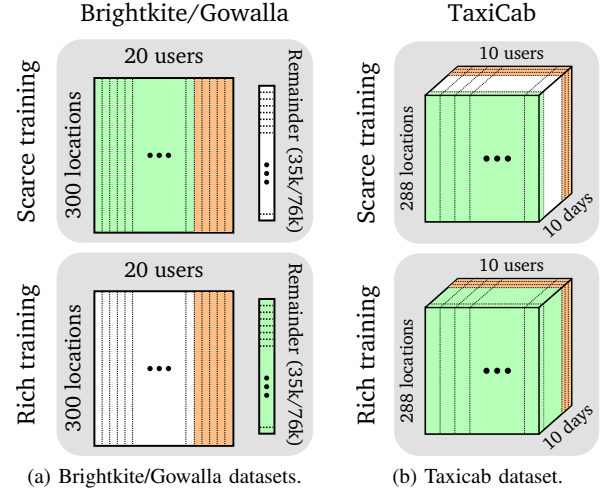 Brightkite/Gowalla
TaxiCab
Scarce training
20 users
300 locations
Remainder (35k/76k)
Scarce training
10 users
288 locations
10 days
Rich training
20 users
300 locations
Remainder (35k/76k)
Rich training
10 users
288 locations
10 days
(a) Brightkite/Gowalla datasets.
(b) Taxicab dataset.